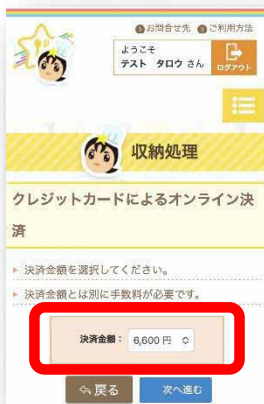 お問合せ先 ご利用方法
ようこそ
テスト タロウ さん
ログアウト
収納処理
クレジットカードによるオンライン決
済
決済金額を選択してください。
決済金額とは別に手数料が必要です。
決済金額： 6,600 円
戻る 次へ進む